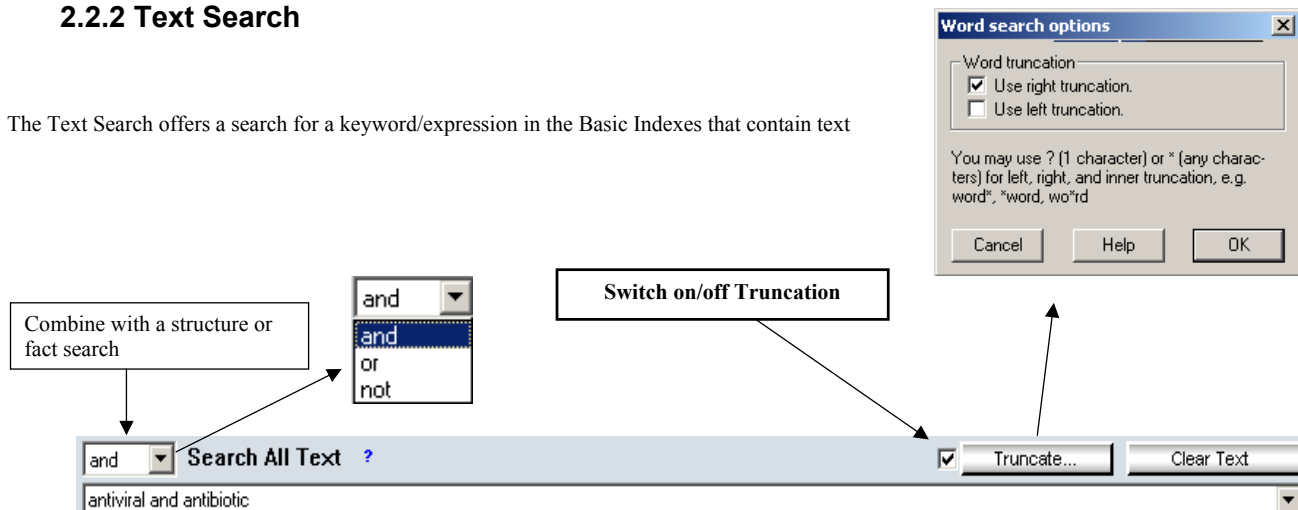 2.2.2 Text Search
Word search options
Word truncation
Use right truncation.
Use left truncation.
The Text Search offers a search for a keyword/expression in the Basic Indexes that contain text
You may use ? (1 character) or * (any charac-
ters) for left, right, and inner truncation, e.g.
word*, *word, wo*rd
Cancel Help OK
and
and
or
not
Switch on/off Truncation
Combine with a structure or
fact search
and Search All Text ? Truncate... Clear Text
antiviral and antibiotic